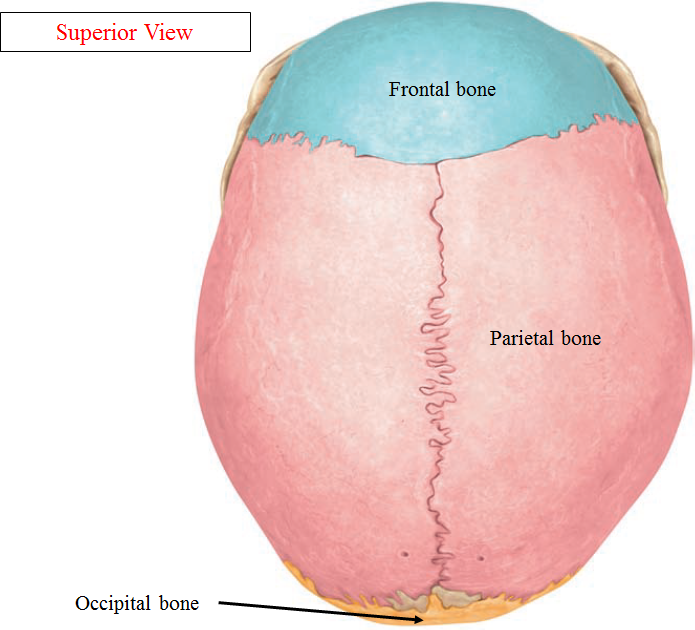 Superior View
Frontal bone
Parietal bone
Occipital bone